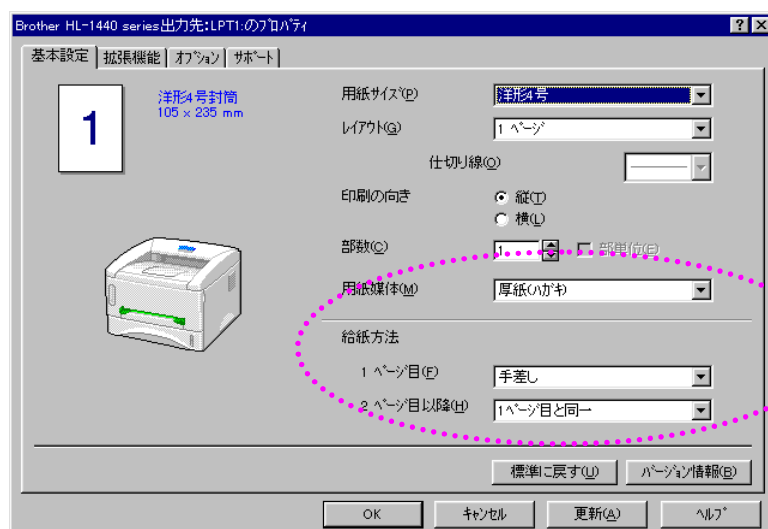 Brother HL-1440 series出力先:LPT1:のプロパティ
基本設定 拡張機能 オプション サポート
1
洋形4号封筒
105 × 235 mm
用紙サイズ(P) 洋形4号
レイアウト(G) 1 ページ
仕切り線(O)
印刷の向き 縦(T)
横(L)
部数(C) 1 部単位(E)
用紙媒体(M) 厚紙(ハガキ)
給紙方法
1 ページ目(F) 手差し
2 ページ目以降(H) 1ページ目と同一
標準に戻す(U) バージョン情報(B)
OK キャンセル 更新(A) ヘルプ